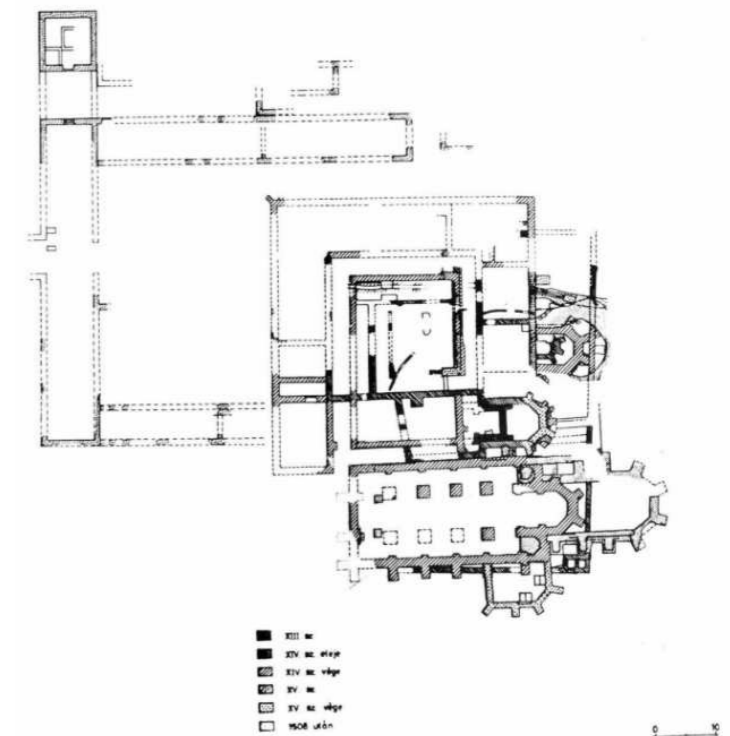 XIII sz
XIV sz eleje
XIV sz vége
XV sz
XV sz vége
1508 után
0 10